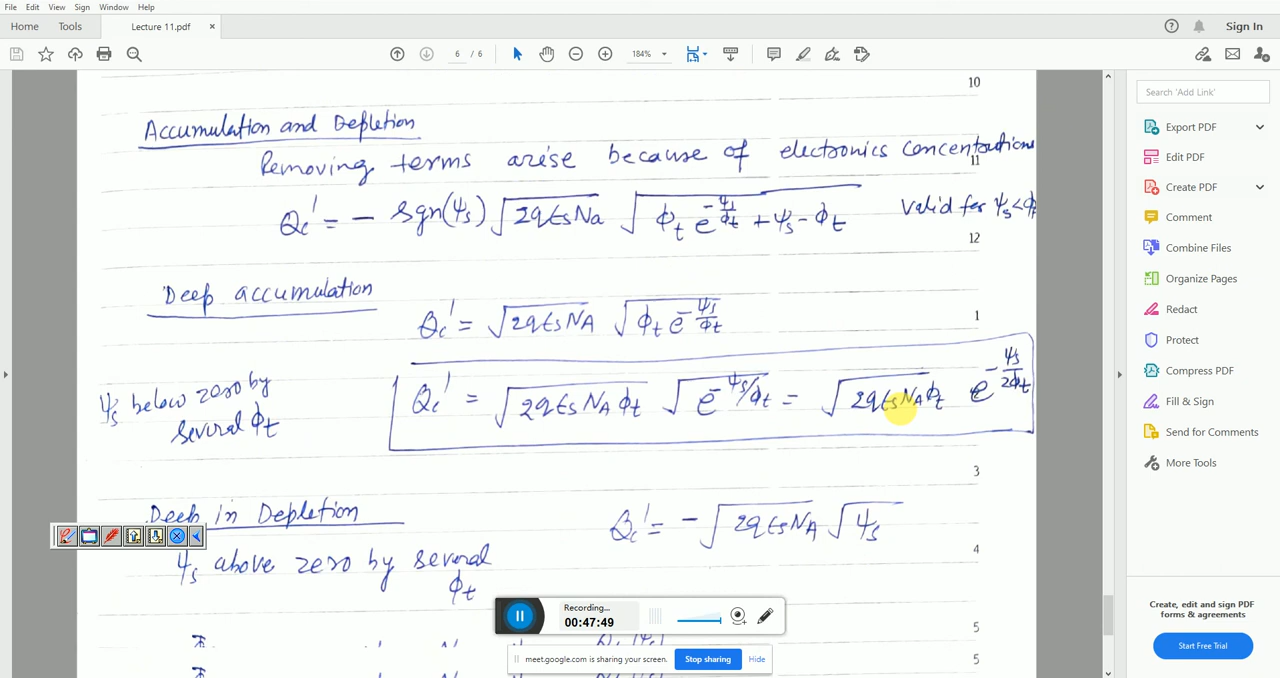 File Edit View Sign Window Help
Home Tools Lecture 11.pdf × Sign In
6 / 6 184%
10
Accumulation and Depletion
Removing terms arise because of electronics concentrations
11
Qc' = - sgn(ψs) √(2qεsNa) √(ϕt e^(-ψs/ϕt) + ψs - ϕt) valid for ψs < ϕ
12
Deep accumulation
Qc' = √(2qεsNA) √(ϕt e^(-ψs/ϕt))
1
ψs below zero by
several ϕt
Qc' = √(2qεsNAϕt) √(e^(-ψs/ϕt)) = √(2qεsNAϕt) e^(-ψs/2ϕt)
3
Deep in Depletion
Qc' = - √(2qεsNA) √ψs
4
ψs above zero by several
ϕt
5
5
Recording...
00:47:49
meet.google.com is sharing your screen. Stop sharing Hide
Search 'Add Link'
Export PDF
Edit PDF
Create PDF
Comment
Combine Files
Organize Pages
Redact
Protect
Compress PDF
Fill & Sign
Send for Comments
More Tools
Create, edit and sign PDF
forms & agreements
Start Free Trial